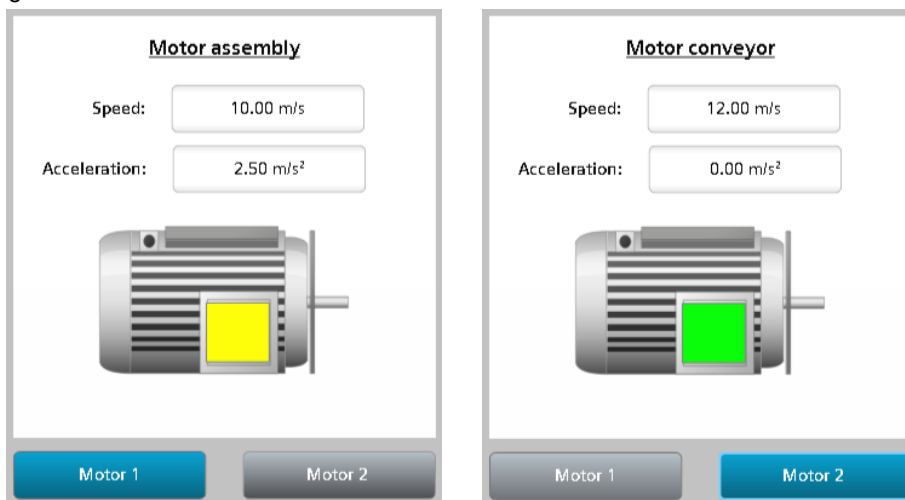 Motor assembly
Speed: 10.00 m/s
Acceleration: 2.50 m/s²
Motor 1 Motor 2
Motor conveyor
Speed: 12.00 m/s
Acceleration: 0.00 m/s²
Motor 1 Motor 2